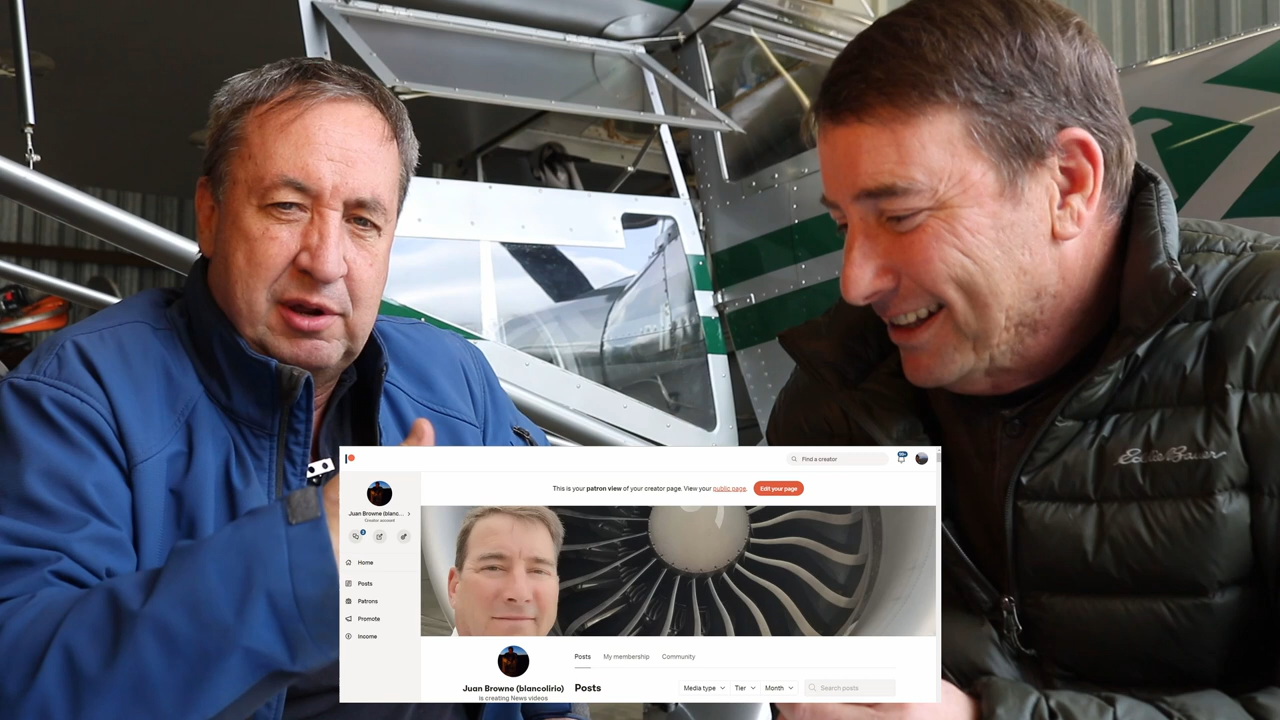 Eddie Bauer
Find a creator
99+
This is your patron view of your creator page. View your public page. Edit your page
Juan Browne (blanc...
Creator account
Home
Posts
Patrons
Promote
Income
Posts My membership Community
Juan Browne (blancolirio)
is creating News videos
Posts
Media type Tier Month Search posts